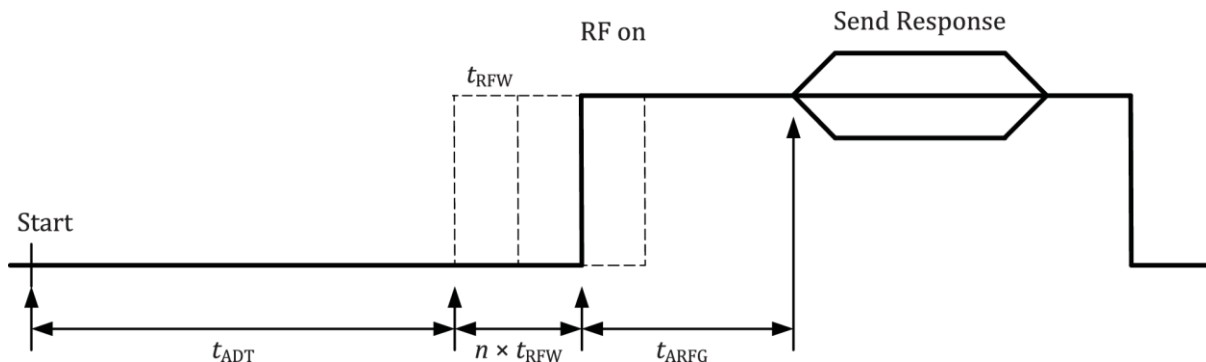 RF on
Send Response
tRFW
Start
tADT
n × tRFW
tARFG